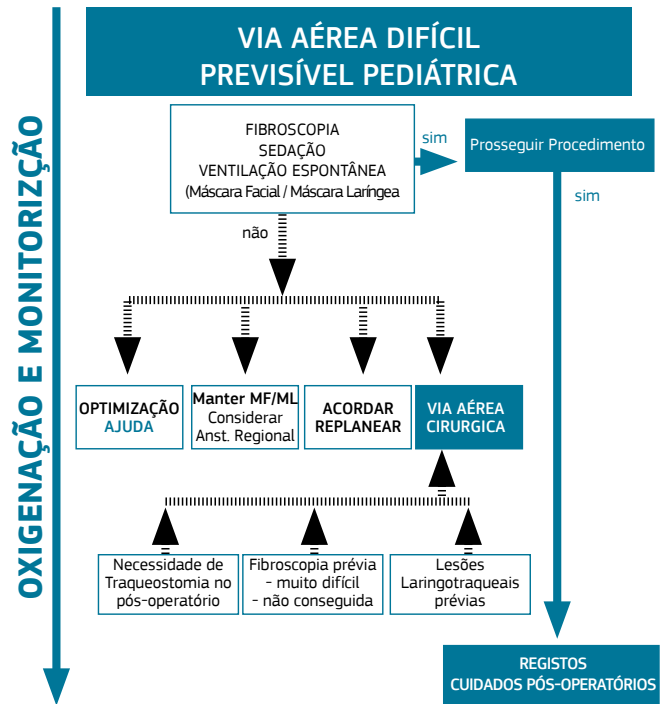 VIA AÉREA DIFÍCIL
PREVISÍVEL PEDIÁTRICA
OXIGENAÇÃO E MONITORIZÇÃO
FIBROSCOPIA
SEDAÇÃO
VENTILAÇÃO ESPONTÂNEA
(Máscara Facial / Máscara Laríngea
sim
Prosseguir Procedimento
sim
não
OPTIMIZAÇÃO
AJUDA
Manter MF/ML
Considerar
Anst. Regional
ACORDAR
REPLANEAR
VIA AÉREA
CIRURGICA
Necessidade de
Traqueostomia no
pós-operatório
Fibroscopia prévia
- muito difícil
- não conseguida
Lesões
Laringotraqueais
prévias
REGISTOS
CUIDADOS PÓS-OPERATÓRIOS